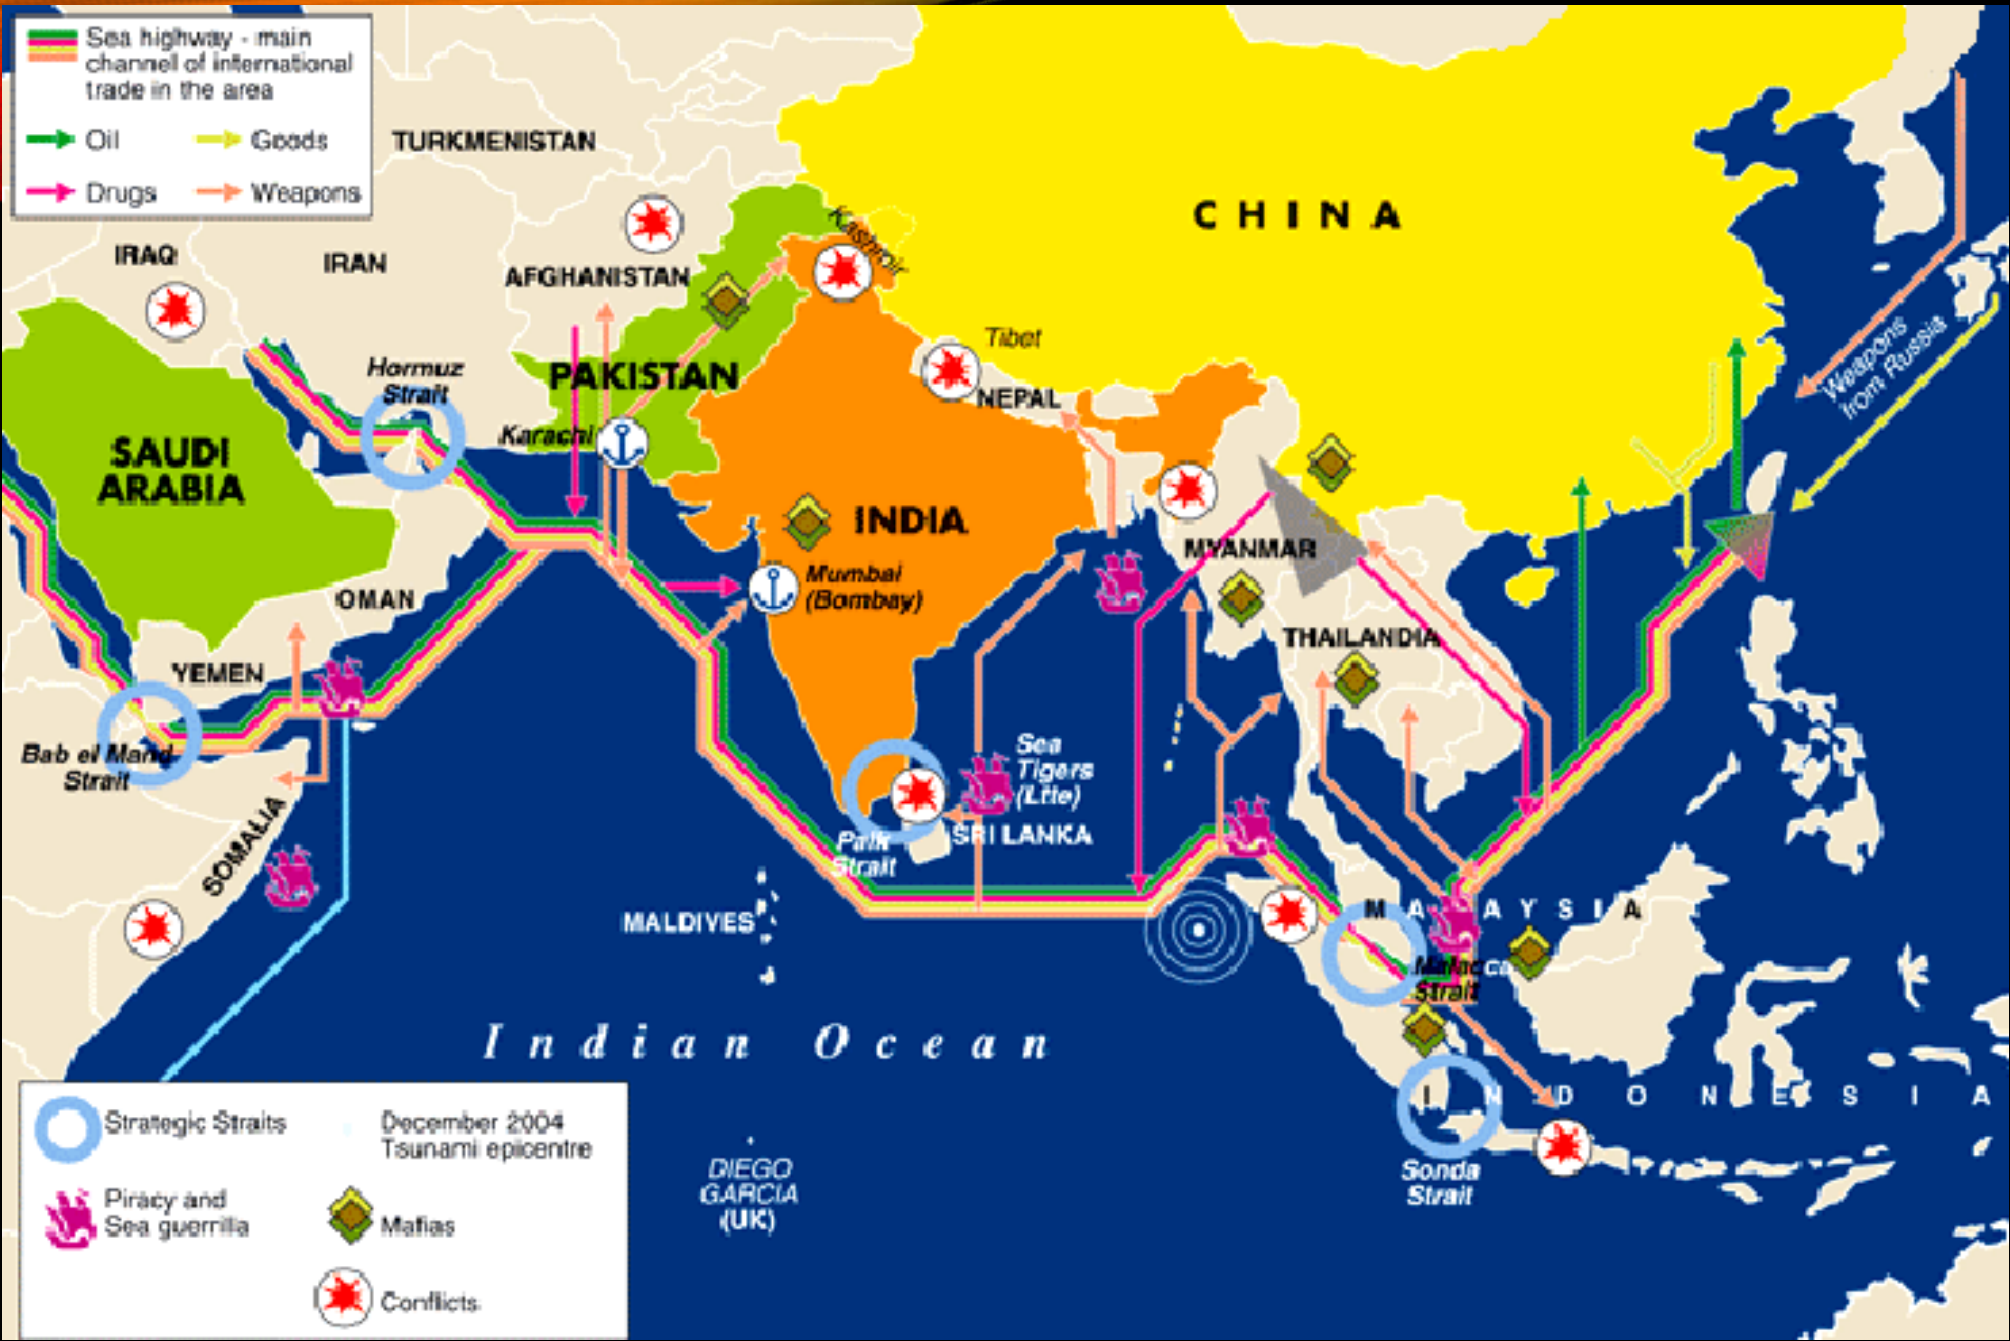 Sea highway - main
channel of international
trade in the area
Oil
Goods
Drugs
Weapons
TURKMENISTAN
CHINA
IRAQ
IRAN
AFGHANISTAN
Kashmir
Tibet
NEPAL
Hormuz
Strait
PAKISTAN
Karachi
SAUDI
ARABIA
INDIA
Weapons
from Russia
MYANMAR
Mumbai
(Bombay)
OMAN
THAILANDIA
YEMEN
Bab el Mand
Strait
Sea
Tigers
(Ltte)
SRI LANKA
Palk
Strait
SOMALIA
MALDIVES
MALAYSIA
Malacca
Strait
Indian Ocean
INDONESIA
Sonda
Strait
DIEGO
GARCIA
(UK)
Strategic Straits
December 2004
Tsunami epicentre
Piracy and
Sea guerrilla
Mafias
Conflicts